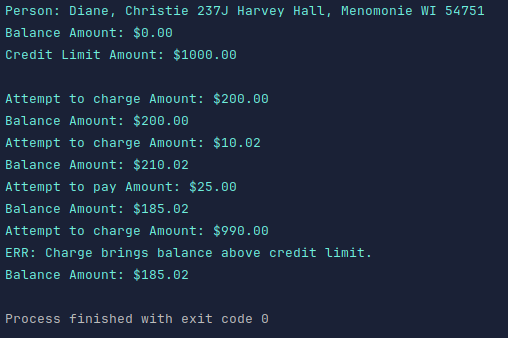 Person: Diane, Christie 237J Harvey Hall, Menomonie WI 54751
Balance Amount: $0.00
Credit Limit Amount: $1000.00
Attempt to charge Amount: $200.00
Balance Amount: $200.00
Attempt to charge Amount: $10.02
Balance Amount: $210.02
Attempt to pay Amount: $25.00
Balance Amount: $185.02
Attempt to charge Amount: $990.00
ERR: Charge brings balance above credit limit.
Balance Amount: $185.02
Process finished with exit code 0